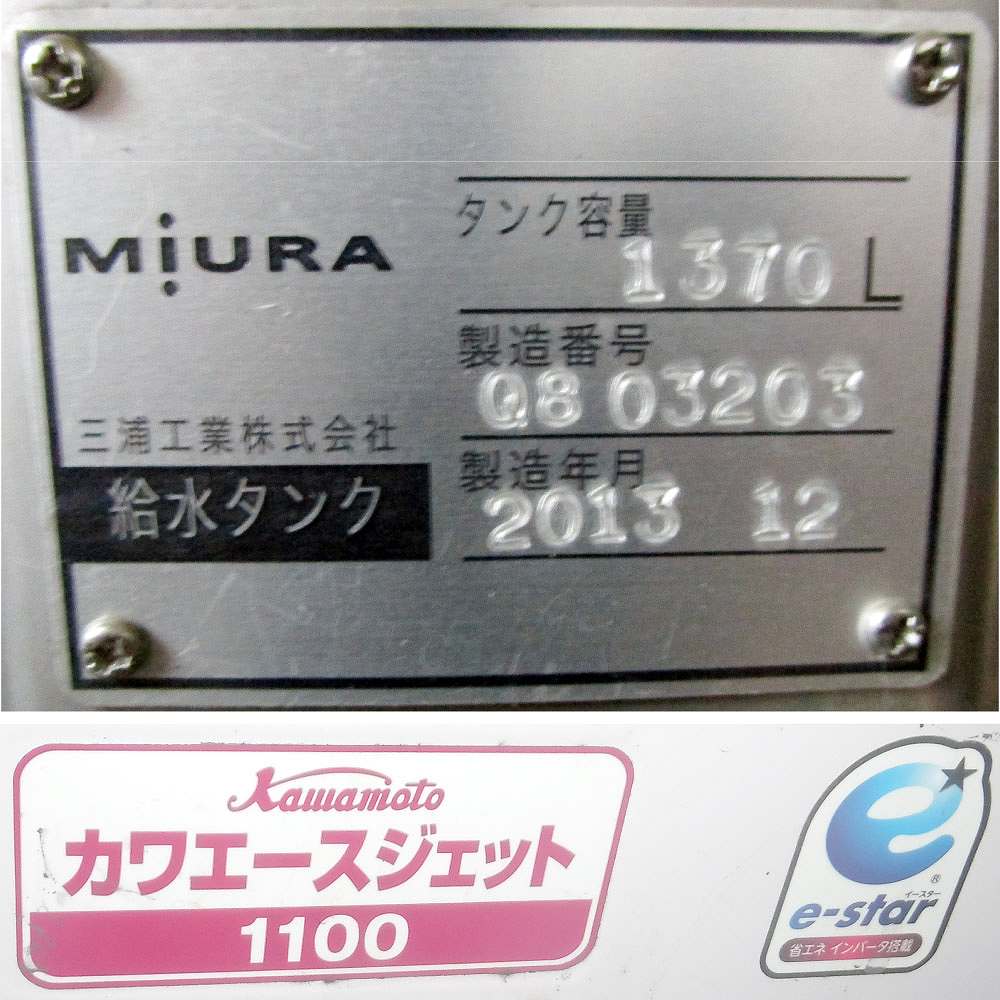 MiURA
三浦工業株式会社
給水タンク
タンク容量
1370 L
製造番号
Q8 03203
製造年月
2013 12
Kawamoto
カワエースジェット
1100
e
®
イースター
e-star
省エネ インバータ搭載